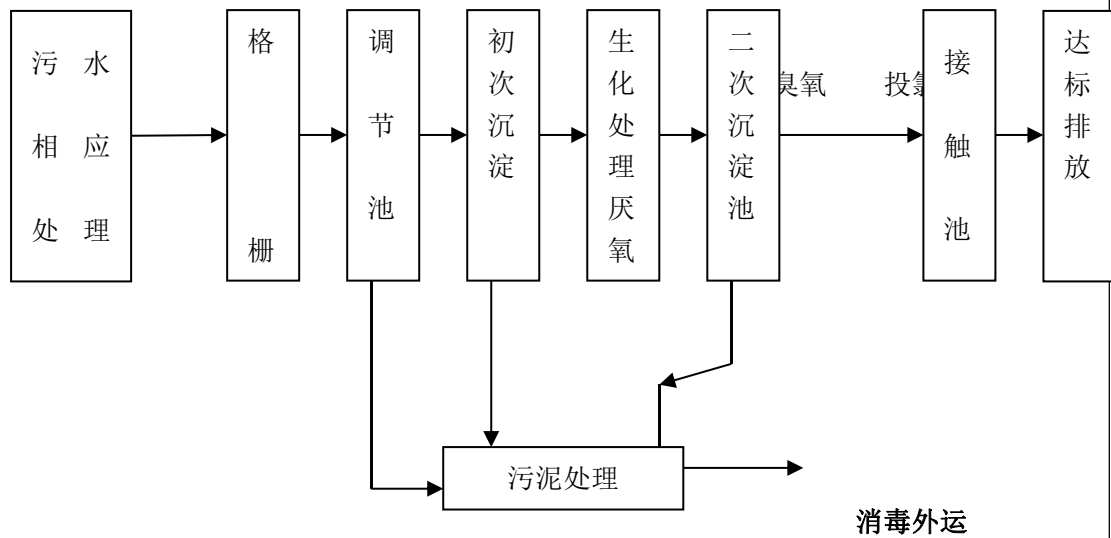 污水
相应
处理
格栅
调节池
初次沉淀
生化处理厌氧
二次沉淀池
臭氧
投氯
接触池
达标排放
污泥处理
消毒外运